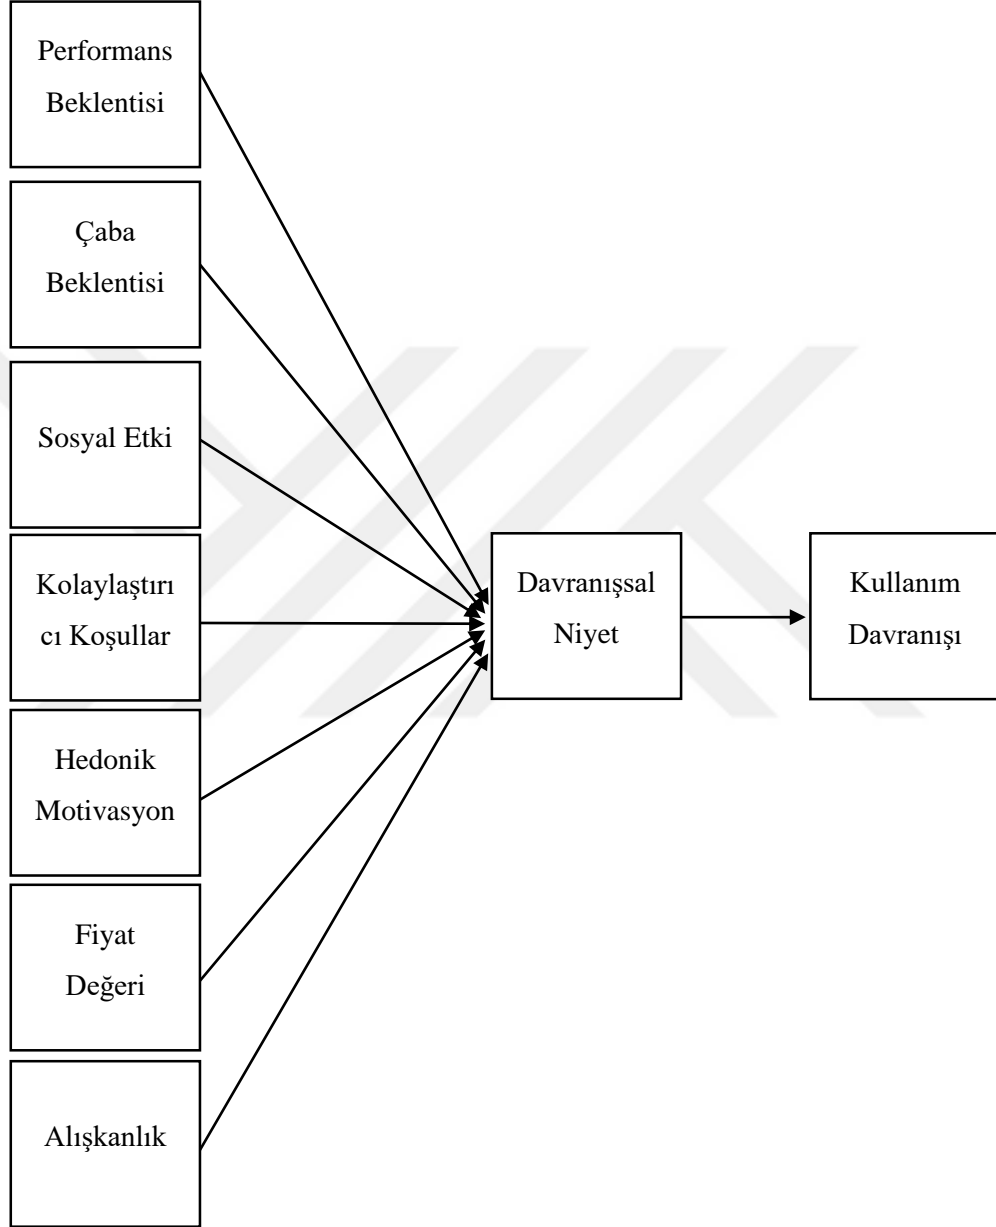 Performans
Beklentisi
Çaba
Beklentisi
Sosyal Etki
Kolaylaştırı
cı Koşullar
Hedonik
Motivasyon
Fiyat
Değeri
Alışkanlık
Davranışsal
Niyet
Kullanım
Davranışı